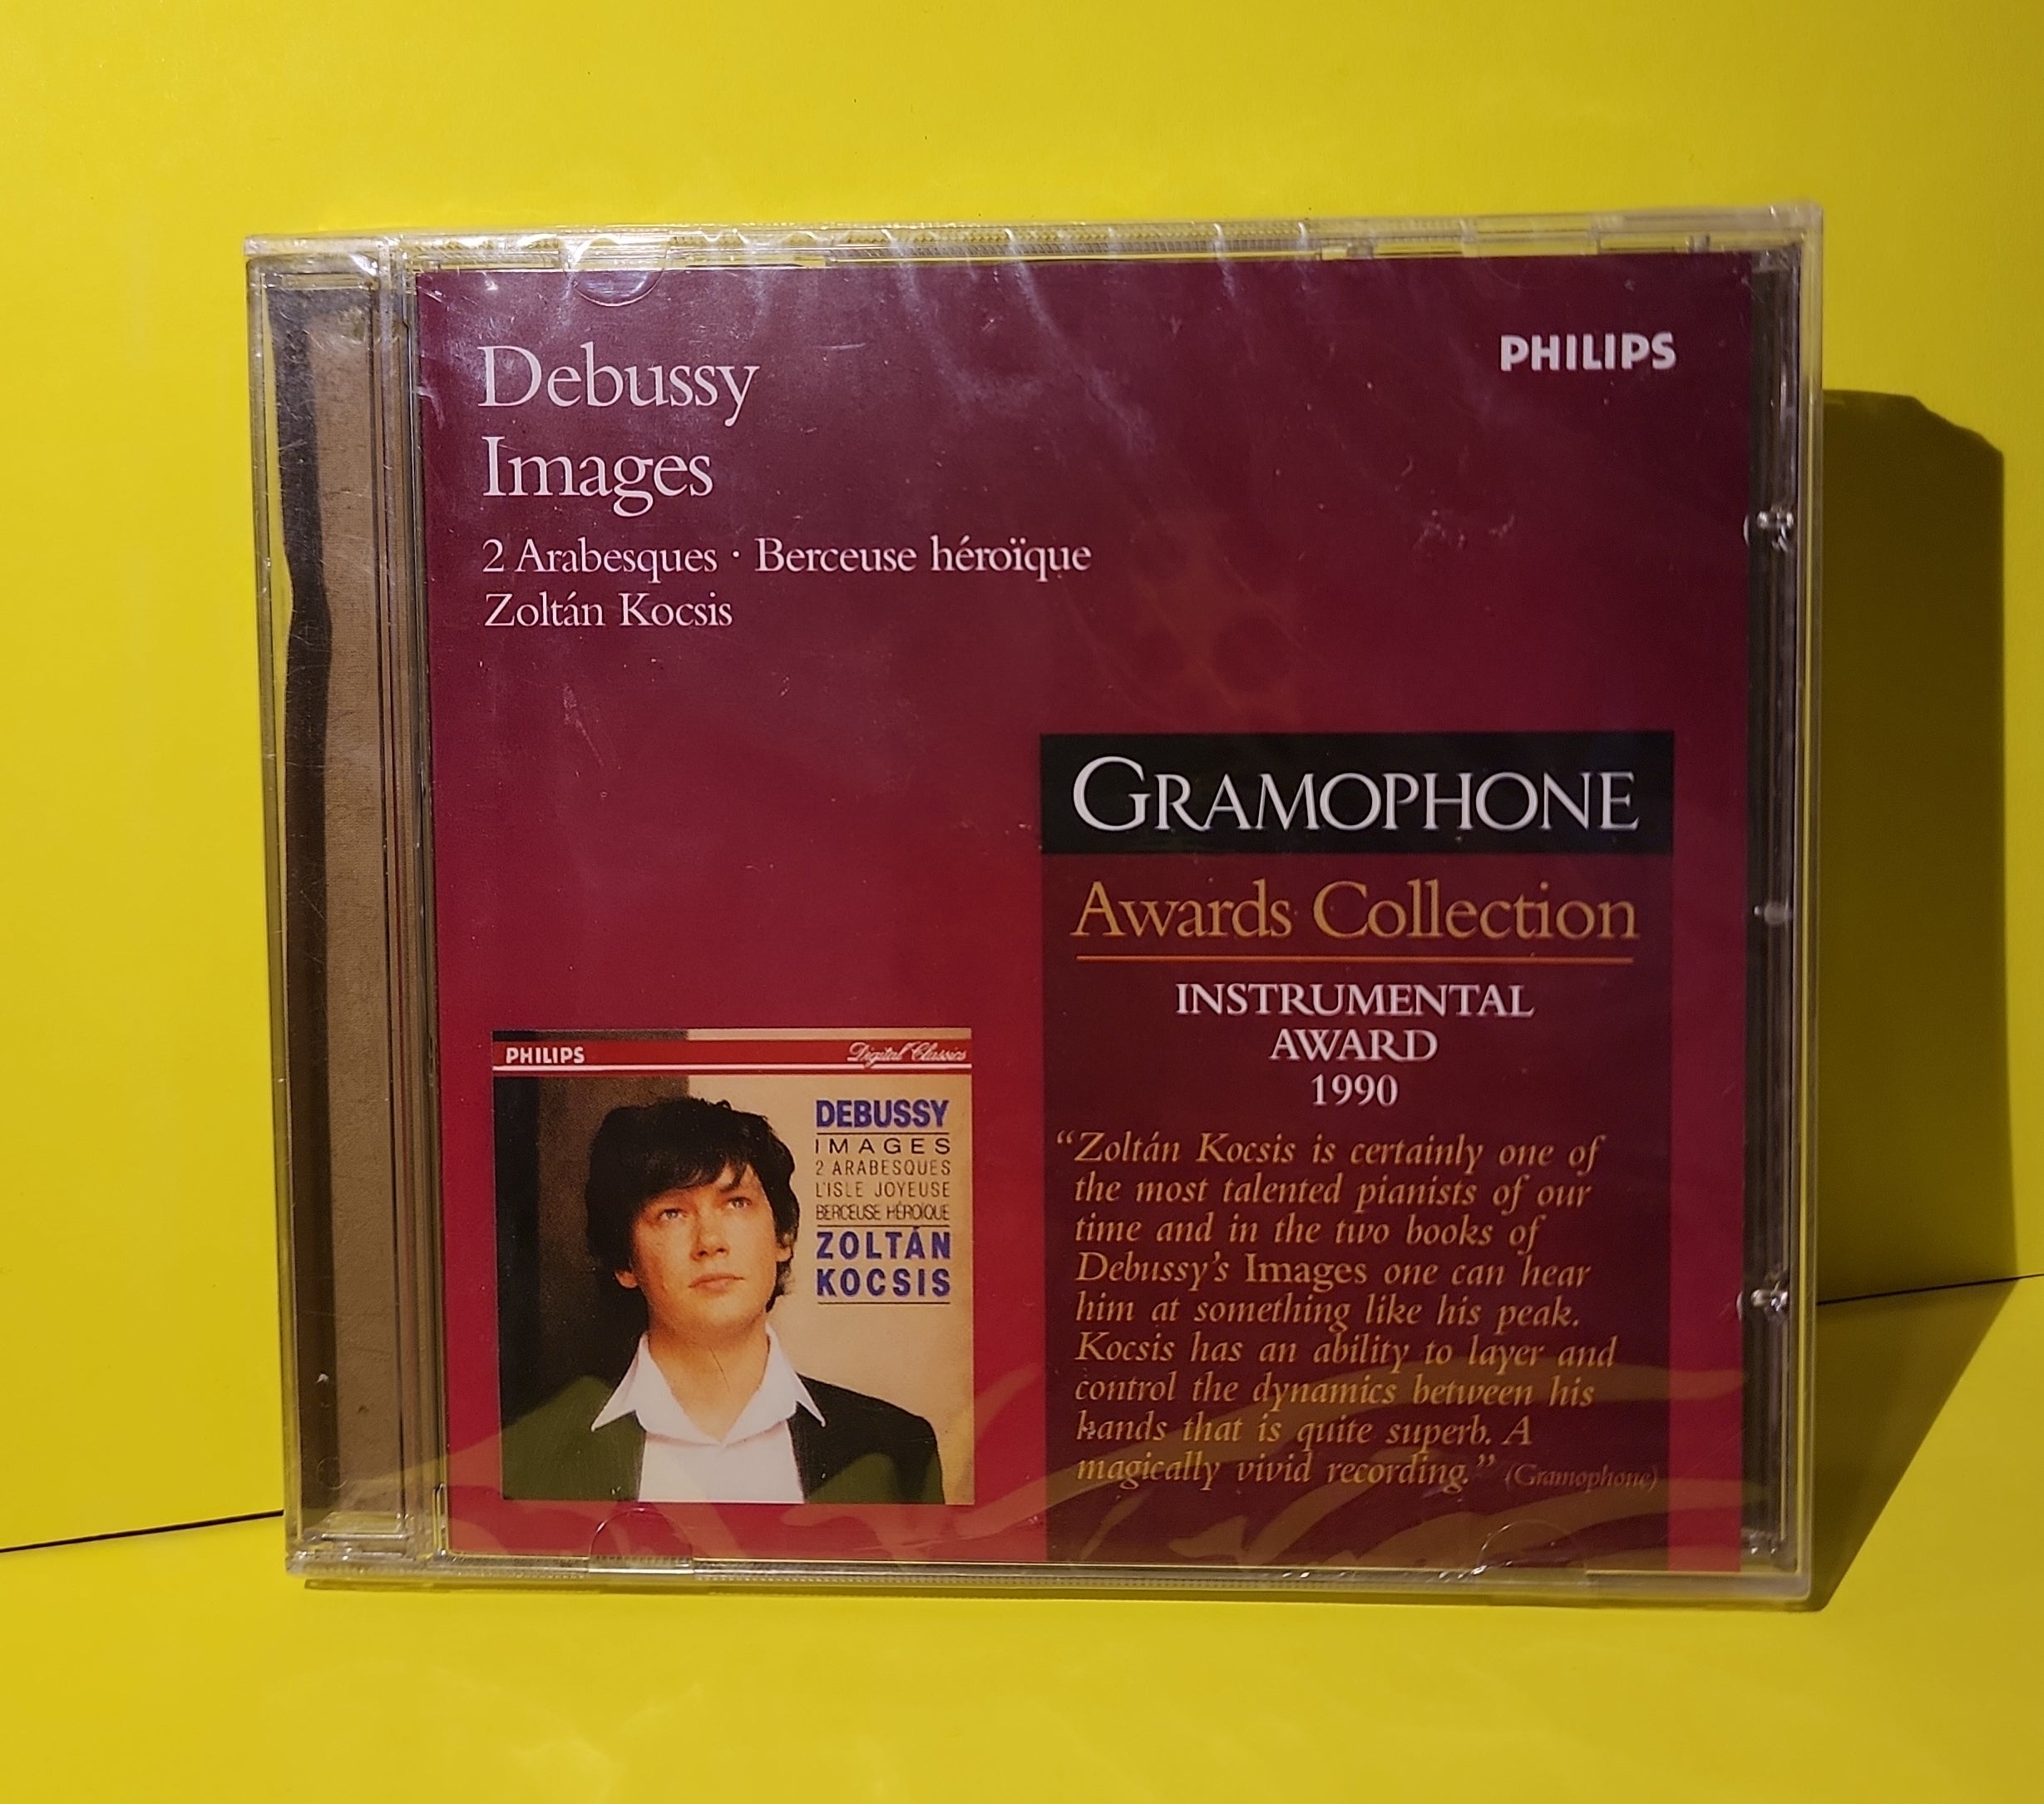 Debussy
Images
2 Arabesques · Berceuse héroïque
Zoltán Kocsis
PHILIPS
GRAMOPHONE
Awards Collection
INSTRUMENTAL
AWARD
1990
“Zoltán Kocsis is certainly one of
the most talented pianists of our
time and in the two books of
Debussy’s Images one can hear
him at something like his peak.
Kocsis has an ability to layer and
control the dynamics between his
hands that is quite superb. A
magically vivid recording.” (Gramophone)
PHILIPS
Digital Classics
DEBUSSY
IMAGES
2 ARABESQUES
L'ISLE JOYEUSE
BERCEUSE HÉROÏQUE
ZOLTÁN
KOCSIS